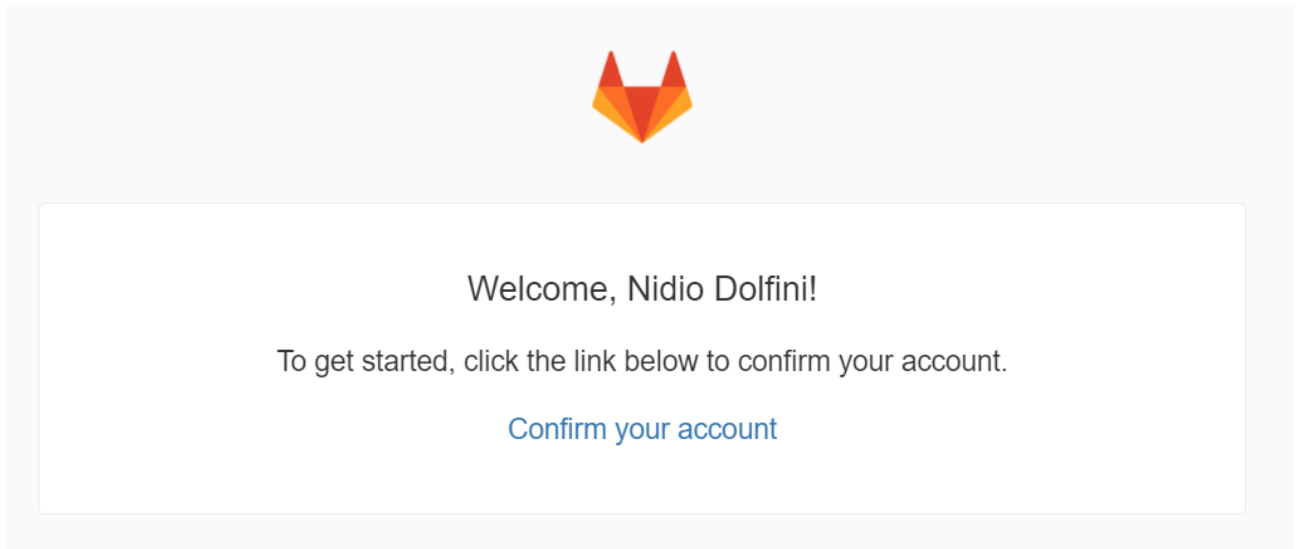 Welcome, Nidio Dolfini!
To get started, click the link below to confirm your account.
Confirm your account